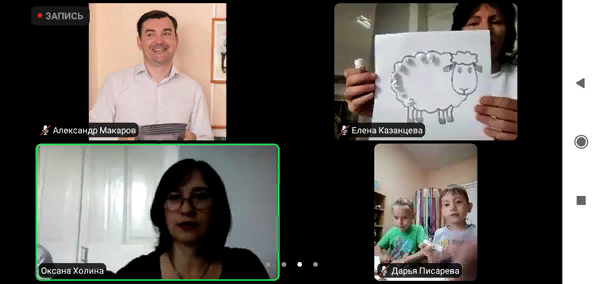 ЗАПИСЬ
Александр Макаров
Елена Казанцева
Оксана Холина
Дарья Писарева